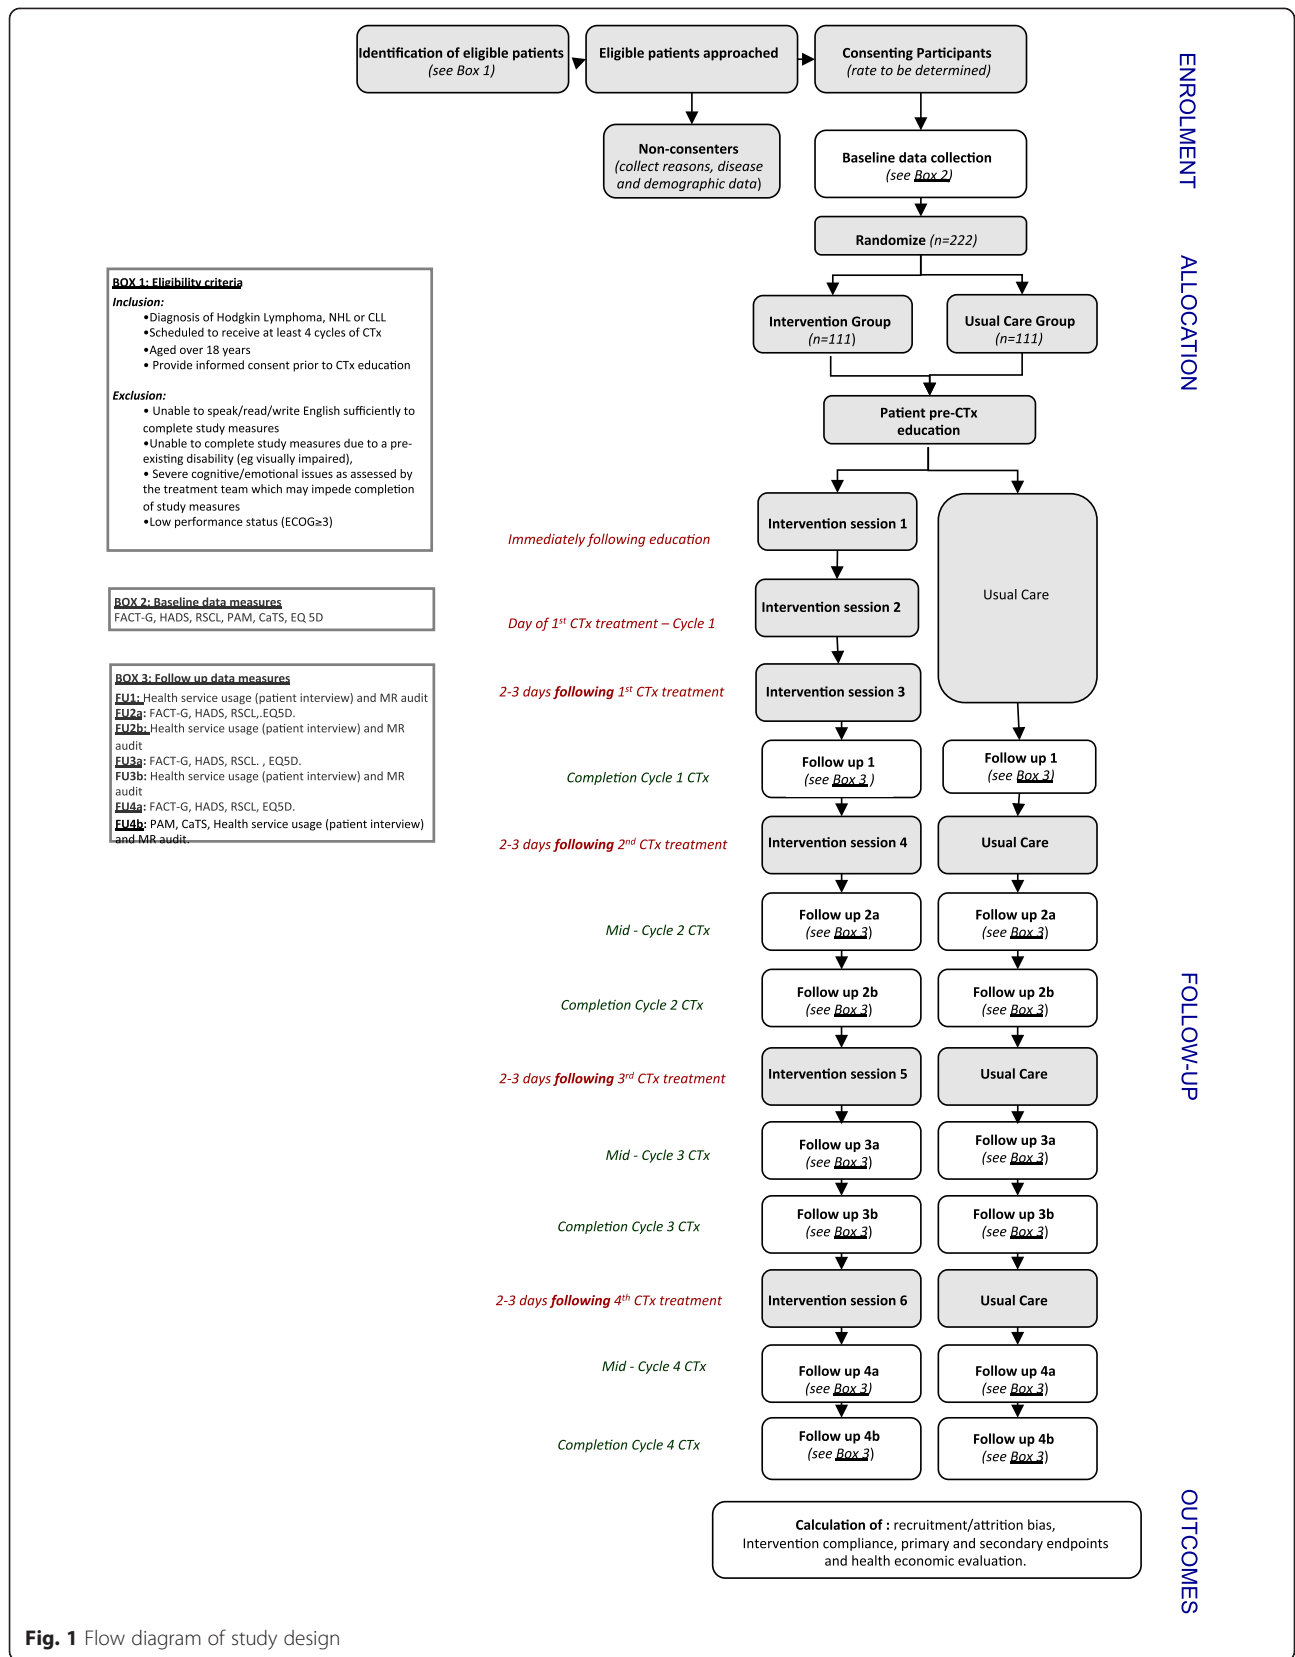 Identification of eligible patients
(see Box 1)
Eligible patients approached
Consenting Participants
(rate to be determined)
ENROLMENT
Non-consenters
(collect reasons, disease
and demographic data)
Baseline data collection
(see Box 2)
Randomize (n=222)
ALLOCATION
Intervention Group
(n=111)
Usual Care Group
(n=111)
Patient pre-CTx
education
BOX 1: Eligibility criteria
Inclusion:
•Diagnosis of Hodgkin Lymphoma, NHL or CLL
•Scheduled to receive at least 4 cycles of CTx
•Aged over 18 years
• Provide informed consent prior to CTx education
Exclusion:
• Unable to speak/read/write English sufficiently to
complete study measures
•Unable to complete study measures due to a pre-
existing disability (eg visually impaired),
• Severe cognitive/emotional issues as assessed by
the treatment team which may impede completion
of study measures
•Low performance status (ECOG≥3)
BOX 2: Baseline data measures
FACT-G, HADS, RSCL, PAM, CaTS, EQ 5D
BOX 3: Follow up data measures
FU1: Health service usage (patient interview) and MR audit
FU2a: FACT-G, HADS, RSCL,.EQ5D.
FU2b: Health service usage (patient interview) and MR
audit
FU3a: FACT-G, HADS, RSCL. , EQ5D.
FU3b: Health service usage (patient interview) and MR
audit
FU4a: FACT-G, HADS, RSCL, EQ5D.
FU4b: PAM, CaTS, Health service usage (patient interview)
and MR audit.
Immediately following education
Intervention session 1
Usual Care
Day of 1st CTx treatment – Cycle 1
Intervention session 2
2-3 days following 1st CTx treatment
Intervention session 3
Completion Cycle 1 CTx
Follow up 1
(see Box 3 )
Follow up 1
(see Box 3)
2-3 days following 2nd CTx treatment
Intervention session 4
Usual Care
Mid - Cycle 2 CTx
Follow up 2a
(see Box 3)
Follow up 2a
(see Box 3)
Completion Cycle 2 CTx
Follow up 2b
(see Box 3)
Follow up 2b
(see Box 3)
FOLLOW-UP
2-3 days following 3rd CTx treatment
Intervention session 5
Usual Care
Mid - Cycle 3 CTx
Follow up 3a
(see Box 3)
Follow up 3a
(see Box 3)
Completion Cycle 3 CTx
Follow up 3b
(see Box 3)
Follow up 3b
(see Box 3)
2-3 days following 4th CTx treatment
Intervention session 6
Usual Care
Mid - Cycle 4 CTx
Follow up 4a
(see Box 3)
Follow up 4a
(see Box 3)
Completion Cycle 4 CTx
Follow up 4b
(see Box 3)
Follow up 4b
(see Box 3)
OUTCOMES
Calculation of : recruitment/attrition bias,
Intervention compliance, primary and secondary endpoints
and health economic evaluation.
Fig. 1 Flow diagram of study design